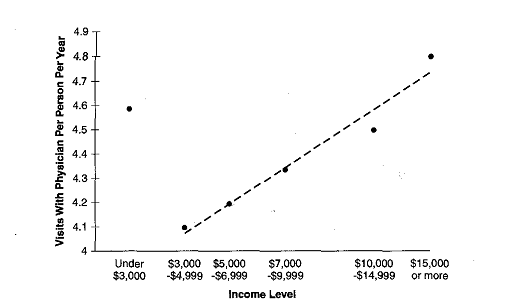 Visits With Physician Per Person Per Year
4.9
4.8
4.7
4.6
4.5
4.4
4.3
4.2
4.1
4
Under $3,000 $5,000 $7,000 $10,000 $15,000
$3,000 -$4,999 -$6,999 -$9,999 -$14,999 or more
Income Level